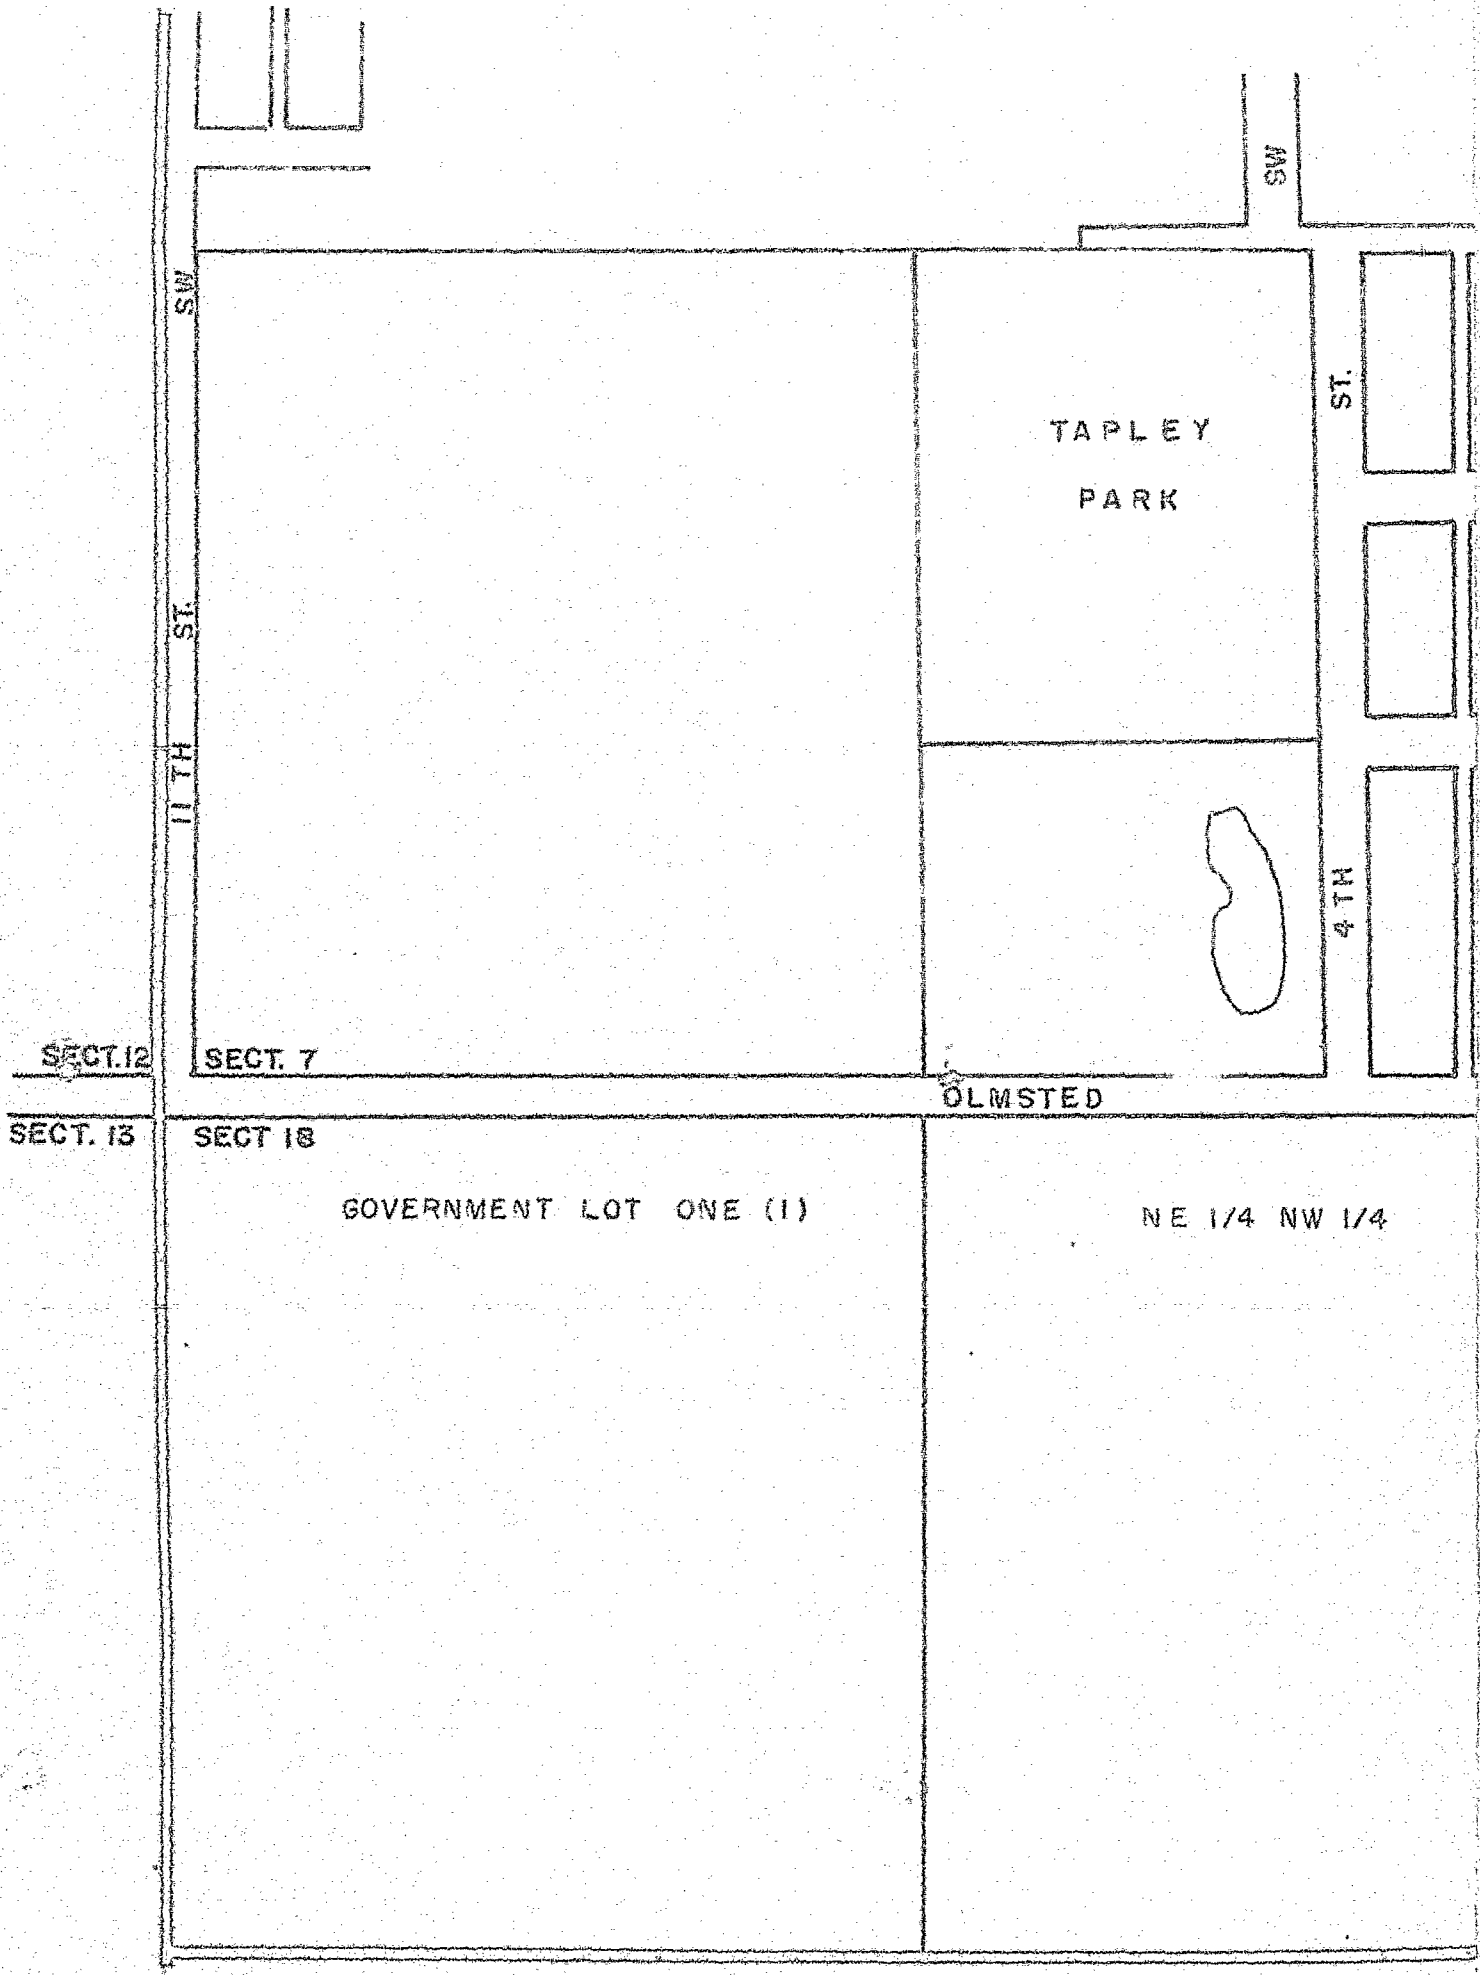 SW
SW
ST.
TAPLEY
PARK
ST.
11 TH
4 TH
SECT.12
SECT. 7
OLMSTED
SECT. 13
SECT 18
GOVERNMENT LOT ONE (1)
NE 1/4 NW 1/4